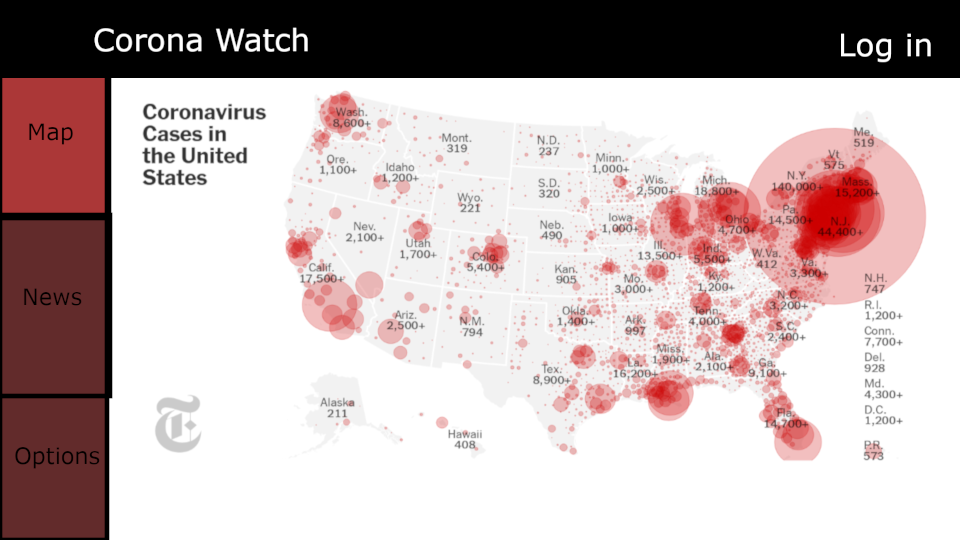 Corona Watch
Log in
Map
News
Options
Coronavirus
Cases in
the United
States
Wash.
8,600+
Ore.
1,100+
Idaho
1,200+
Mont.
319
N.D.
237
Minn.
1,000+
Wis.
2,500+
Mich.
18,800+
N.Y.
140,000+
Vt
575
Me.
519
Mass.
15,200+
S.D.
320
Wyo.
221
Nev.
2,100+
Utah
1,700+
Colo.
5,400+
Neb.
490
Iowa
1,000+
Ill.
13,500+
Ind.
5,500+
Ohio
4,700+
Pa.
14,500+
N.J.
44,400+
W.Va.
412
Va.
3,300+
Calif.
17,500+
Kan.
905
Mo.
3,000+
Ky.
1,200+
N.C.
3,200+
Ariz.
2,500+
N.M.
794
Okla.
1,400+
Ark.
997
Tenn.
4,000+
S.C.
2,400+
Tex.
8,900+
La.
16,200+
Miss.
1,900+
Ala.
2,100+
Ga.
9,100+
Fla.
14,700+
Alaska
211
Hawaii
408
N.H.
747
R.I.
1,200+
Conn.
7,700+
Del.
928
Md.
4,300+
D.C.
1,200+
P.R.
573